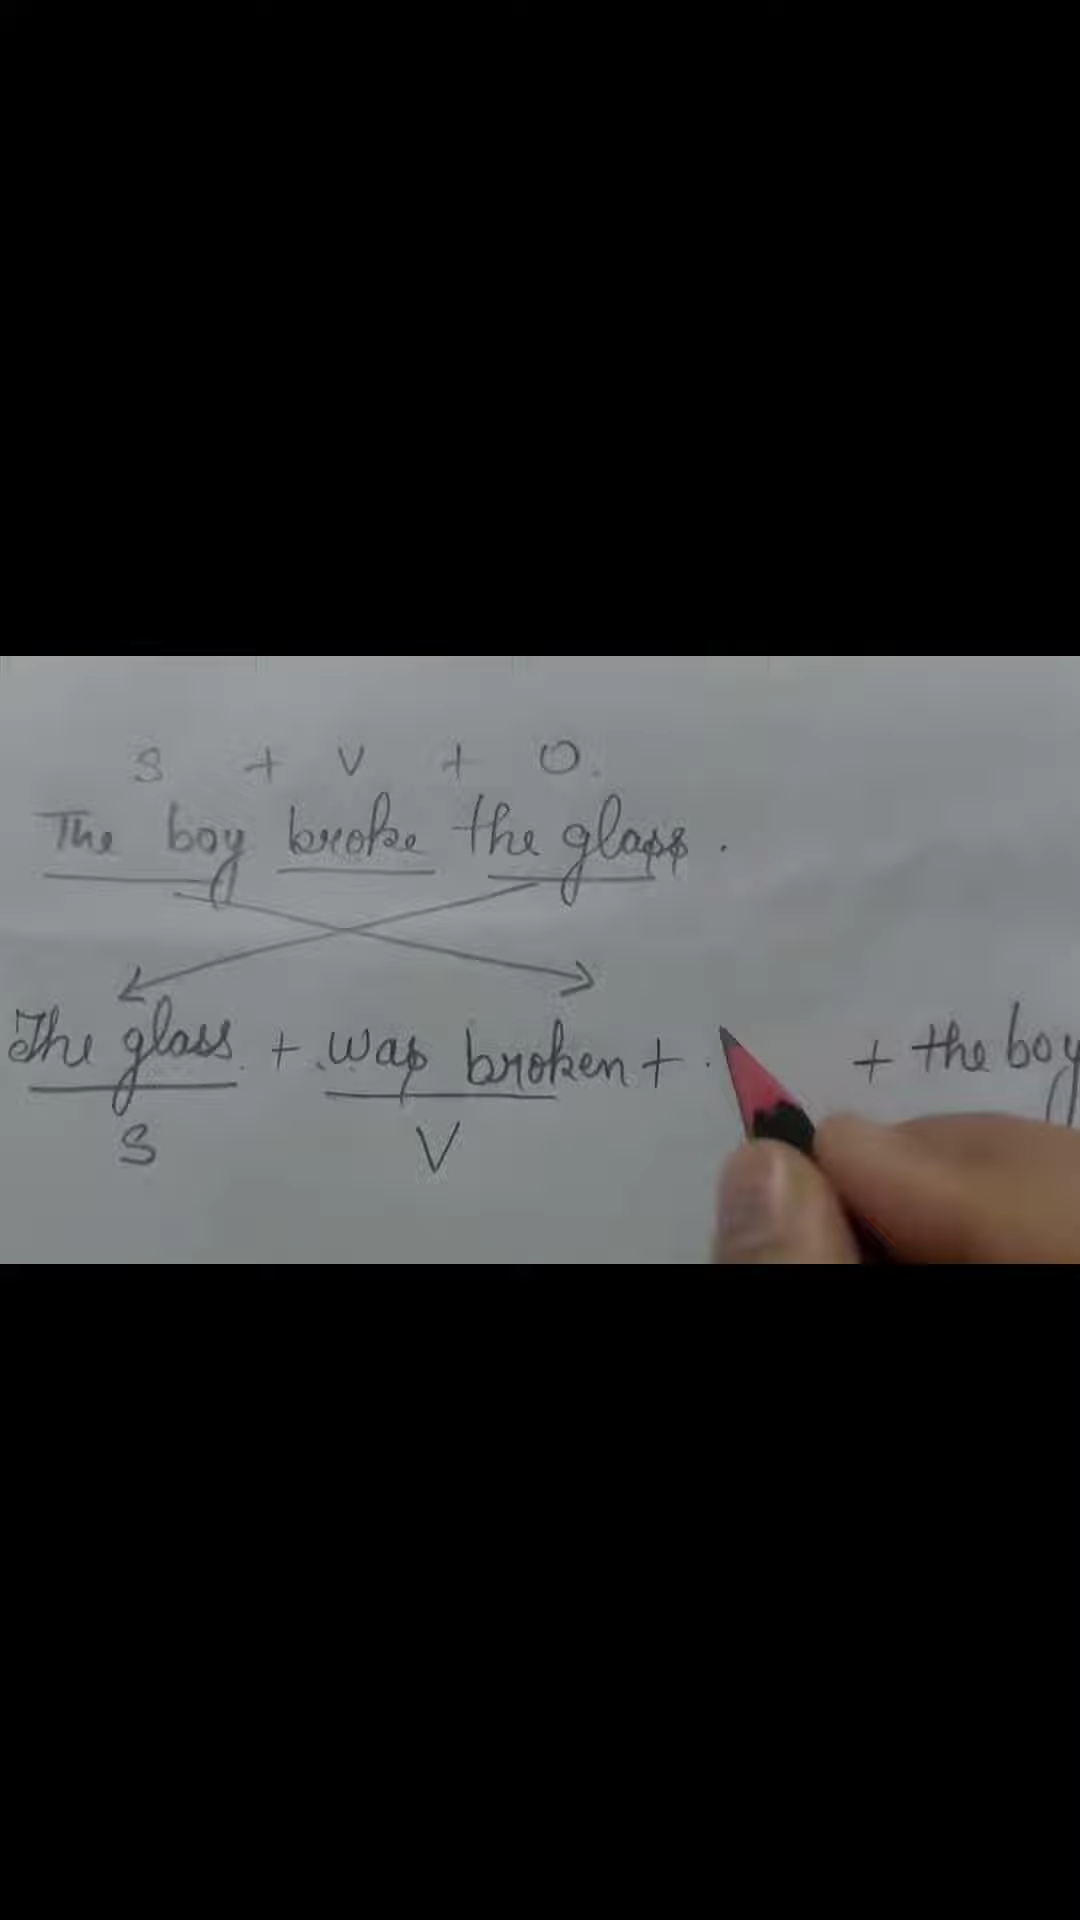 S + V + O.
The boy broke the glass.
The glass + was broken + + the boy
S V